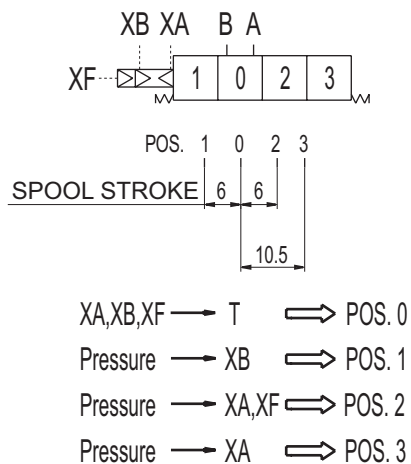 XB XA B A
XF 1 0 2 3
POS. 1 0 2 3
SPOOL STROKE 6 6
10.5
XA,XB,XF → T ⇨ POS. 0
Pressure → XB ⇨ POS. 1
Pressure → XA,XF ⇨ POS. 2
Pressure → XA ⇨ POS. 3